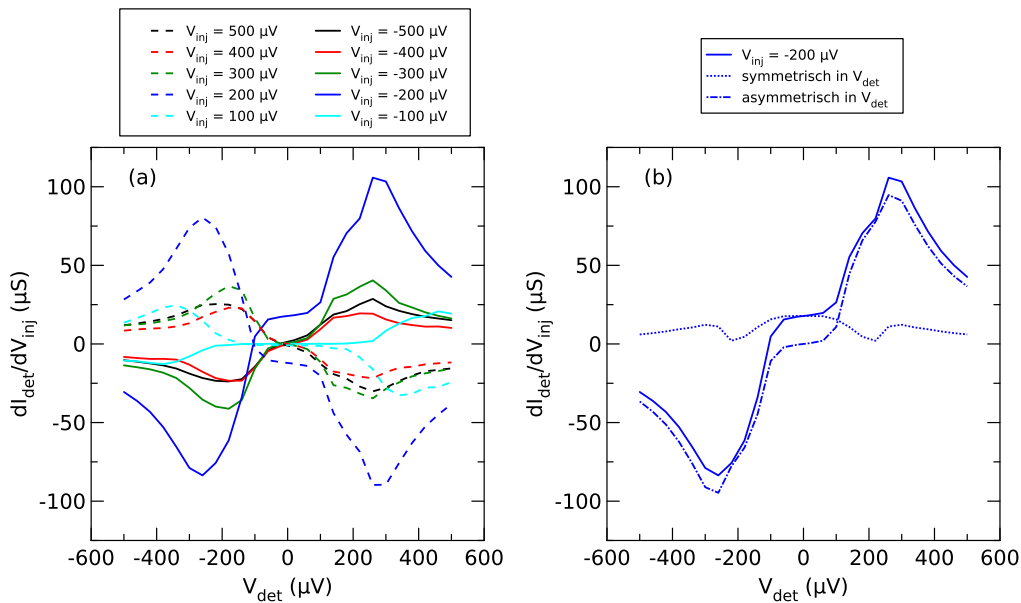 V_inj = 500 µV V_inj = -500 µV
V_inj = 400 µV V_inj = -400 µV
V_inj = 300 µV V_inj = -300 µV
V_inj = 200 µV V_inj = -200 µV
V_inj = 100 µV V_inj = -100 µV
(a)
100
50
0
-50
-100
dI_det/dV_inj (µS)
-600 -400 -200 0 200 400 600
V_det (µV)
V_inj = -200 µV
symmetrisch in V_det
asymmetrisch in V_det
(b)
100
50
0
-50
-100
dI_det/dV_inj (µS)
-600 -400 -200 0 200 400 600
V_det (µV)